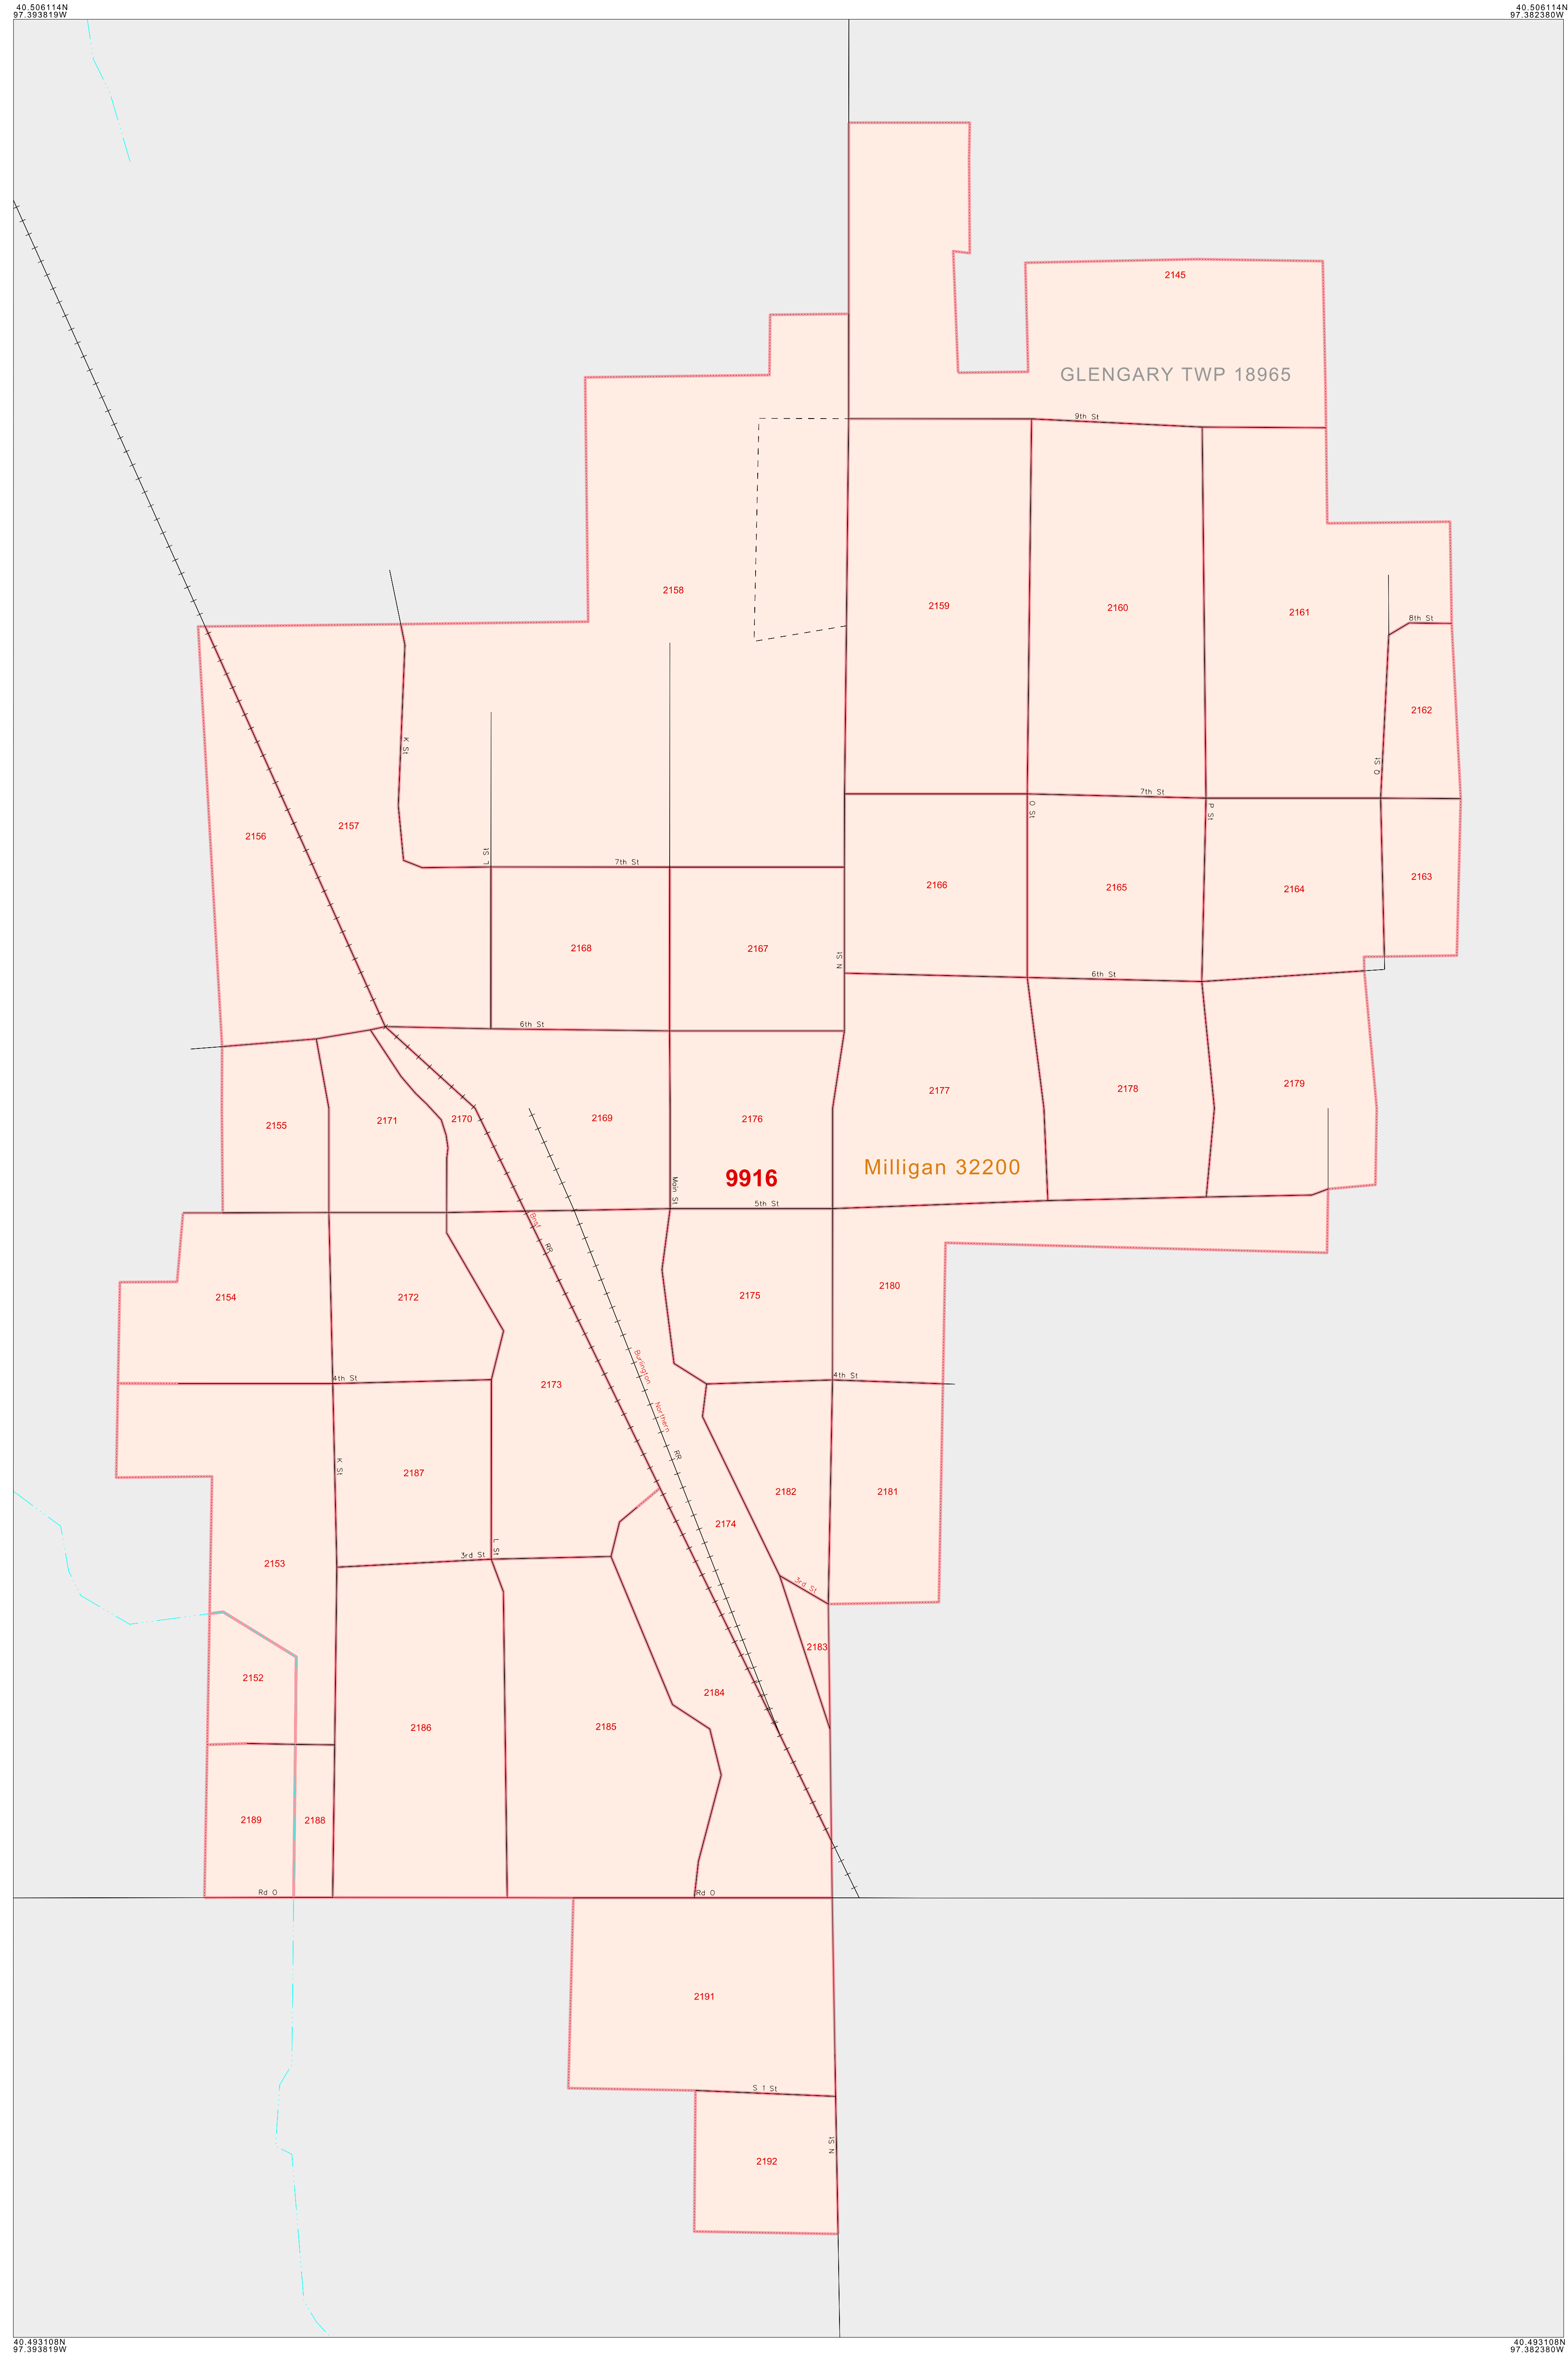 40.506114N
97.393819W
40.506114N
97.382380W
2145
GLENGARY TWP 18965
9th St
2158
2159
2160
2161
8th St
2162
K St
Q St
7th St
O St
P St
2156
2157
L St
7th St
2166
2165
2164
2163
2168
2167
N St
6th St
6th St
2155
2171
2170
2169
2176
2177
2178
2179
9916
Milligan 32200
Main St
5th St
Bnsf RR
2154
2172
2175
2180
Burlington Northern RR
4th St
2173
4th St
K St
2187
2182
2181
2174
L St
3rd St
2153
3rd St
2183
2152
2184
2186
2185
2189
2188
Rd O
Rd O
2191
S 1 St
N St
2192
40.493108N
97.393819W
40.493108N
97.382380W